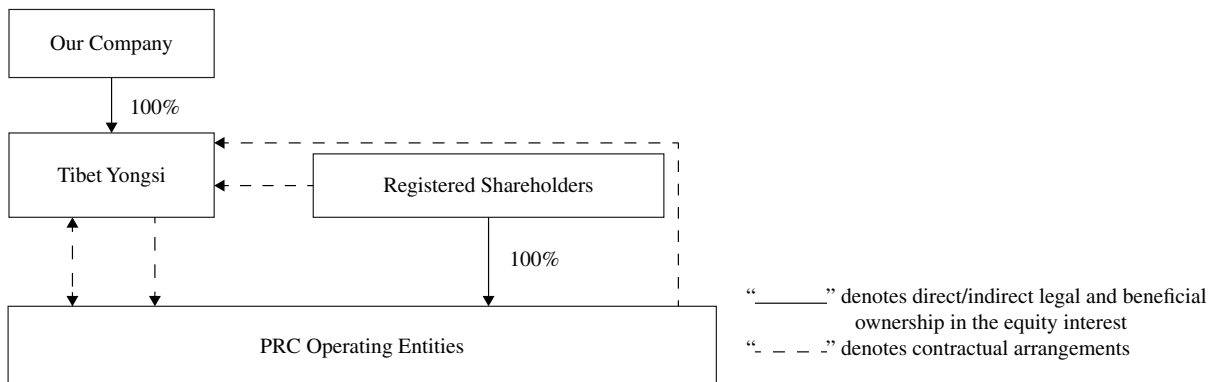 Our Company
100%
Tibet Yongsi
Registered Shareholders
100%
PRC Operating Entities
“________” denotes direct/indirect legal and beneficial
ownership in the equity interest
“_ _ _ _” denotes contractual arrangements